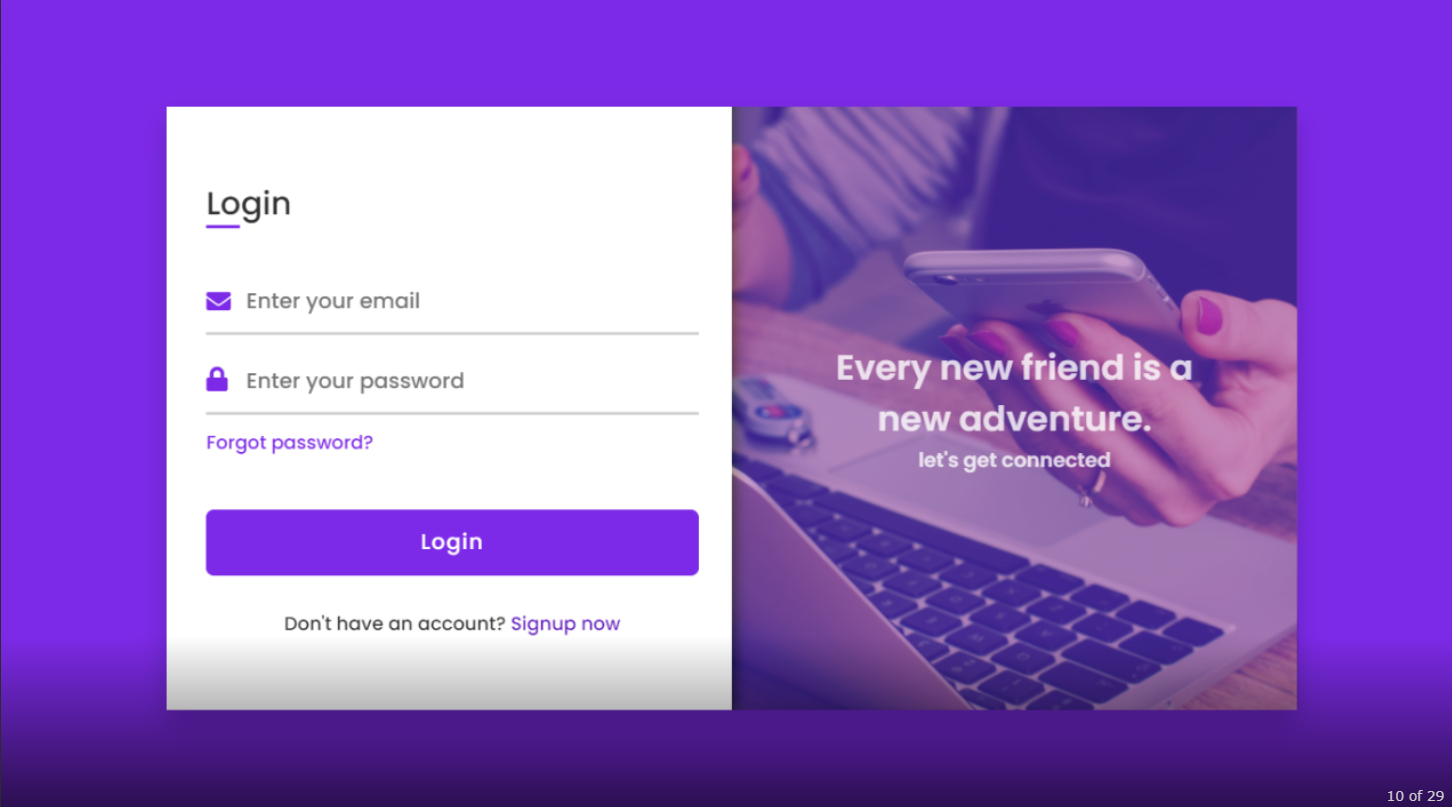 Login
Enter your email
Enter your password
Forgot password?
Login
Don't have an account? Signup now
Every new friend is a
new adventure.
let's get connected
10 of 29